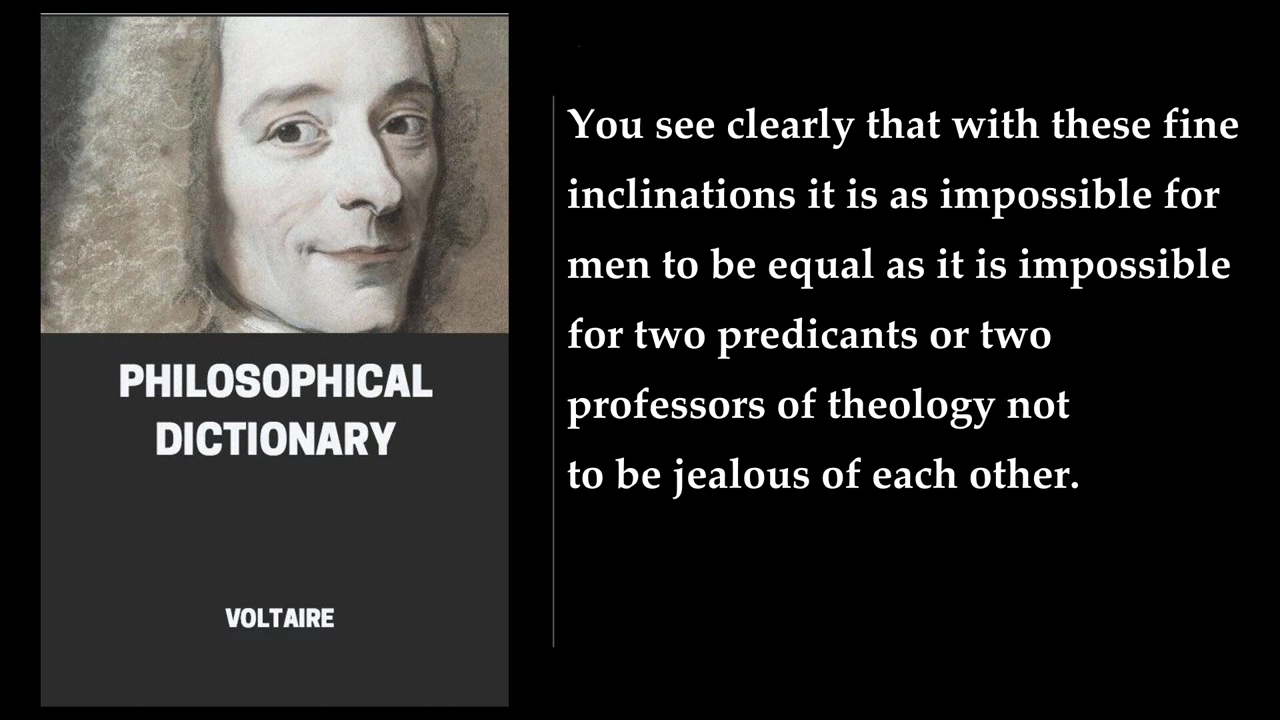 PHILOSOPHICAL
DICTIONARY
VOLTAIRE
You see clearly that with these fine
inclinations it is as impossible for
men to be equal as it is impossible
for two predicants or two
professors of theology not
to be jealous of each other.